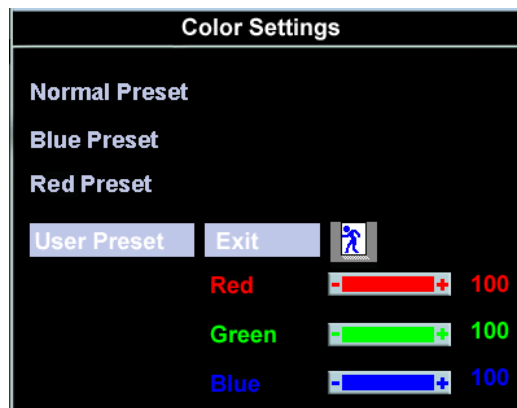 Color Settings
Normal Preset
Blue Preset
Red Preset
User Preset Exit
Red - + 100
Green - + 100
Blue - + 100